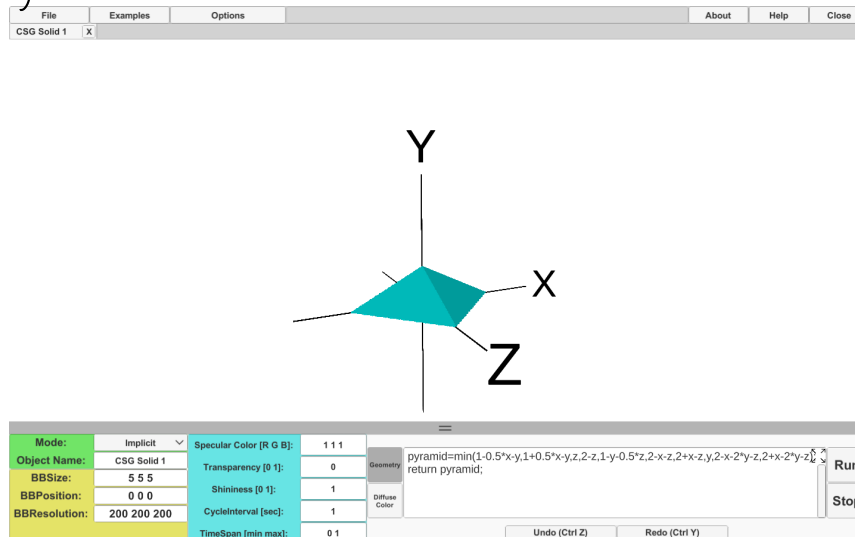 File Examples Options About Help Close
CSG Solid 1 X
Y
X
Z
Mode: Implicit
Object Name: CSG Solid 1
BBSize: 5 5 5
BBPosition: 0 0 0
BBResolution: 200 200 200
Specular Color [R G B]: 1 1 1
Transparency [0 1]: 0
Shininess [0 1]: 1
CycleInterval [sec]: 1
TimeSpan [min max]: 0 1
Geometry
Diffuse
Color
pyramid=min(1-0.5*x-y,1+0.5*x-y,z,2-z,1-y-0.5*z,2-x-z,2+x-z,y,2-x-2*y-z,2+x-2*y-z)
return pyramid;
Undo (Ctrl Z) Redo (Ctrl Y)